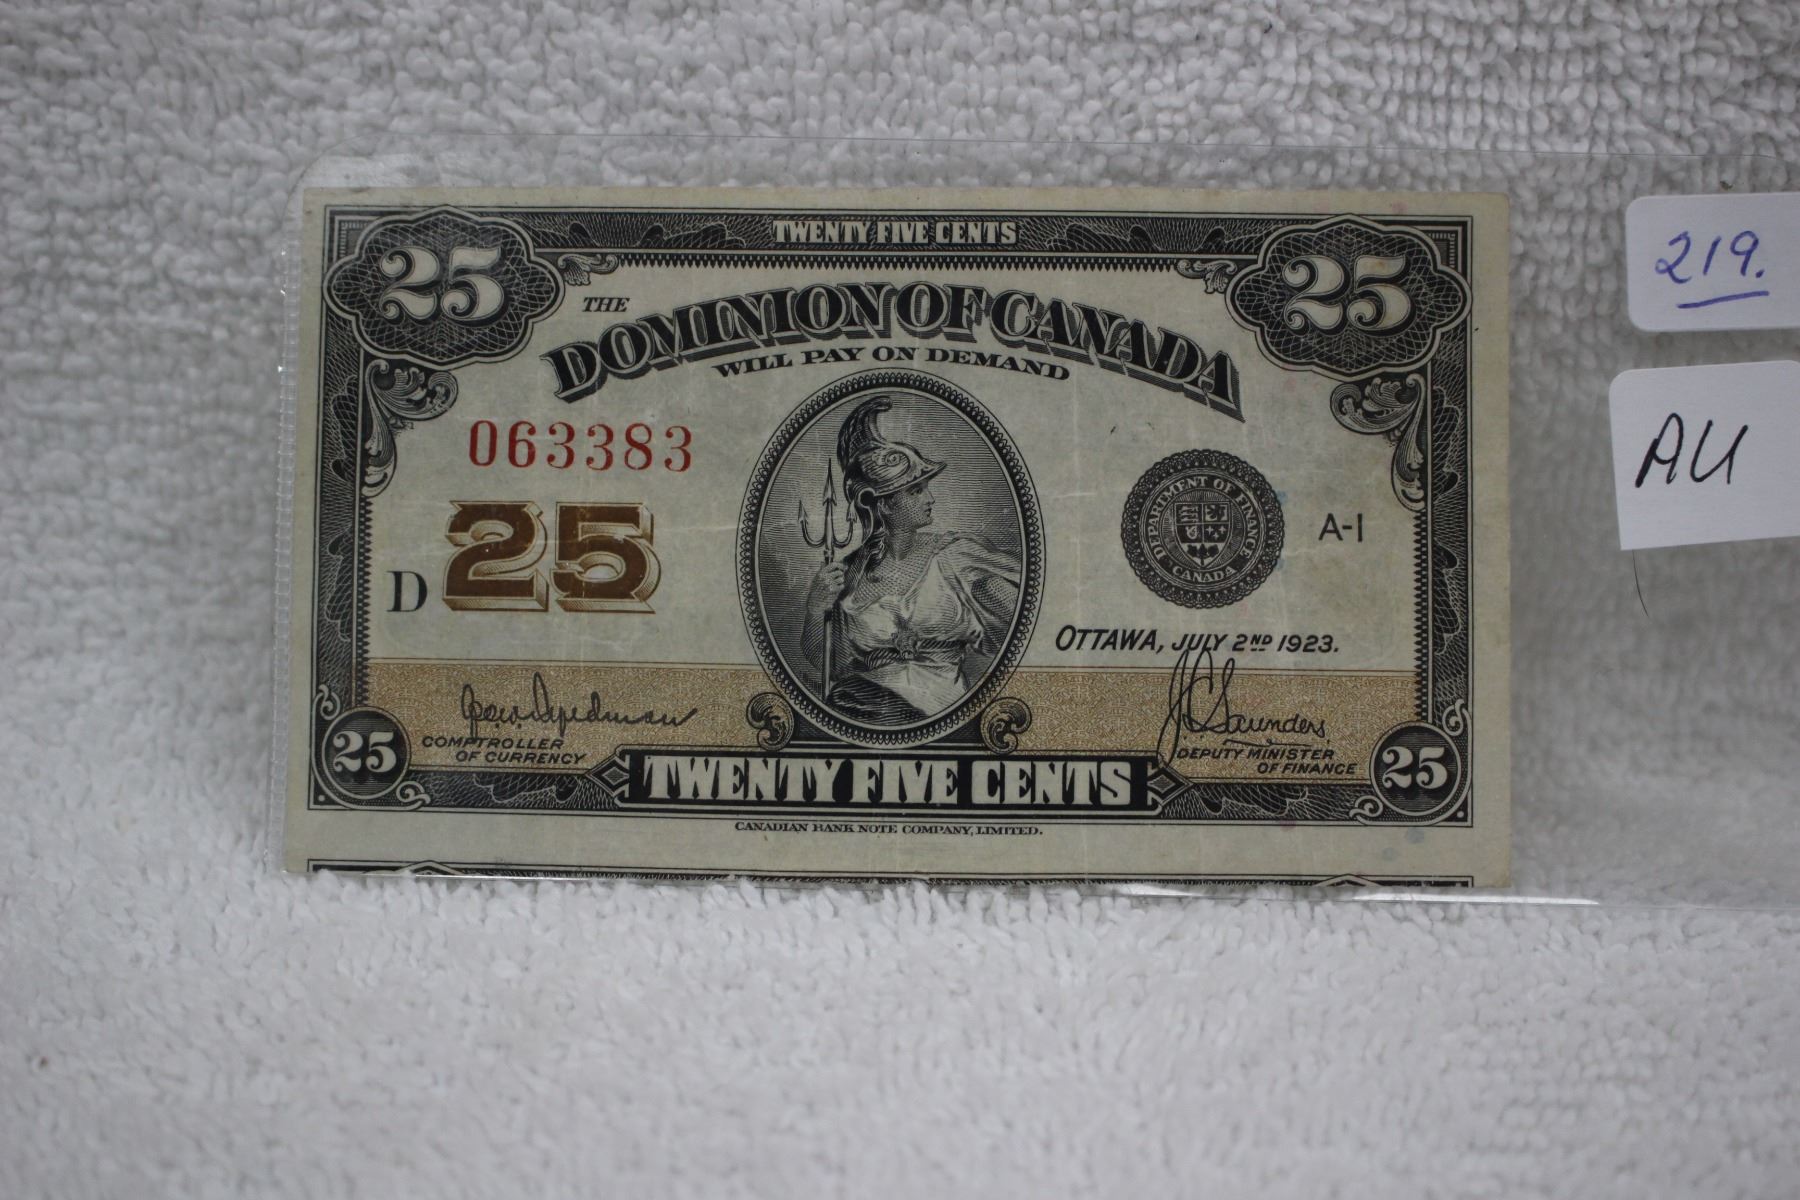 25
TWENTY FIVE CENTS
25
THE
DOMINION OF CANADA
WILL PAY ON DEMAND
063383
D
25
DEPARTMENT OF FINANCE
CANADA
A-1
OTTAWA, JULY 2ND 1923.
COMPTROLLER
OF CURRENCY
J C Saunders
DEPUTY MINISTER
OF FINANCE
25
TWENTY FIVE CENTS
25
CANADIAN BANK NOTE COMPANY, LIMITED.
219.
AU